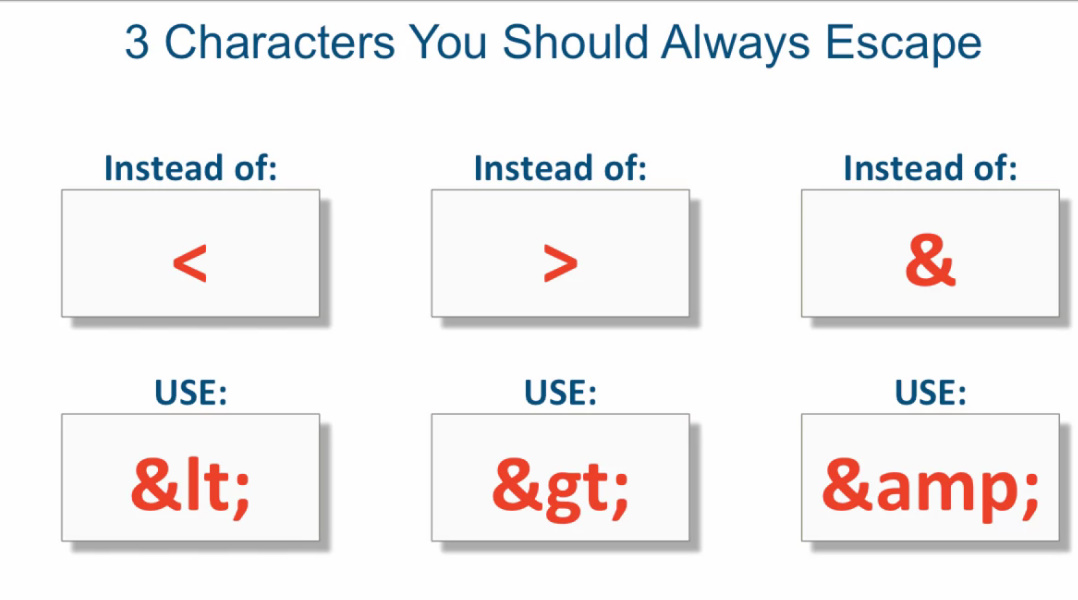 3 Characters You Should Always Escape
Instead of: Instead of: Instead of:
< > &
USE: USE: USE:
&lt; &gt; &amp;